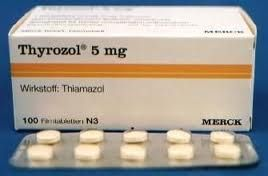 Thyrozol® 5 mg
Wirkstoff: Thiamazol
100 Filmtabletten N3
MERCK